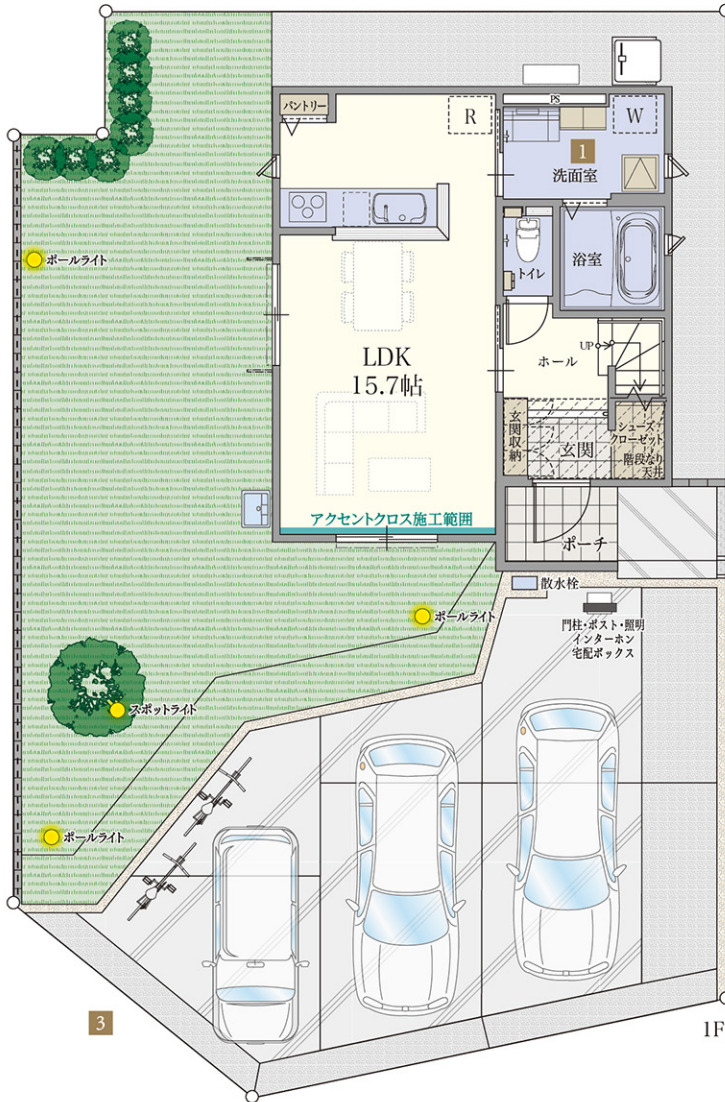 パントリー
R
PS
W
1
洗面室
トイレ
浴室
ポールライト
LDK
15.7帖
UP
ホール
玄関収納
玄関
シューズ
クローゼット
階段なり
天井
アクセントクロス施工範囲
ポーチ
散水栓
ポールライト
門柱・ポスト・照明
インターホン
宅配ボックス
スポットライト
ポールライト
3
1F